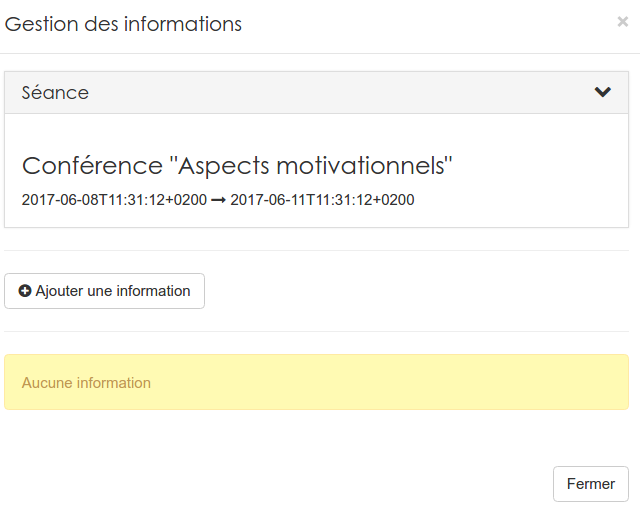 Gestion des informations
Séance
Conférence "Aspects motivationnels"
2017-06-08T11:31:12+0200 → 2017-06-11T11:31:12+0200
Ajouter une information
Aucune information
Fermer